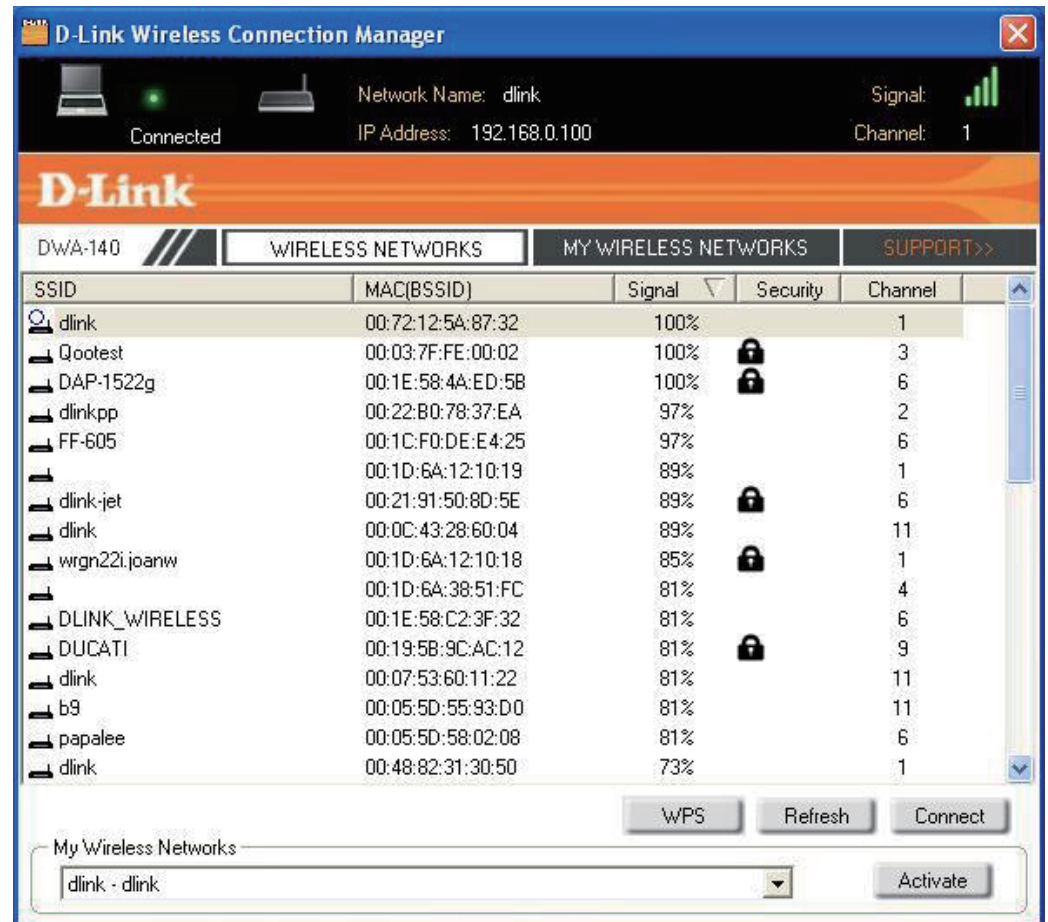 D-Link Wireless Connection Manager
Network Name: dlink Signal:
Connected IP Address: 192.168.0.100 Channel: 1
D-Link
DWA-140 WIRELESS NETWORKS MY WIRELESS NETWORKS SUPPORT>>
SSID MAC(BSSID) Signal Security Channel
dlink 00:72:12:5A:87:32 100% 1
Qootest 00:03:7F:FE:00:02 100% 3
DAP-1522g 00:1E:58:4A:ED:5B 100% 6
dlinkpp 00:22:B0:78:37:EA 97% 2
FF-605 00:1C:F0:DE:E4:25 97% 6
00:1D:6A:12:10:19 89% 1
dlink-jet 00:21:91:50:8D:5E 89% 6
dlink 00:0C:43:28:60:04 89% 11
wrgn22i.joanw 00:1D:6A:12:10:18 85% 1
00:1D:6A:38:51:FC 81% 4
DLINK_WIRELESS 00:1E:58:C2:3F:32 81% 6
DUCATI 00:19:5B:9C:AC:12 81% 9
dlink 00:07:53:60:11:22 81% 11
b9 00:05:5D:55:93:D0 81% 11
papalee 00:05:5D:58:02:08 81% 6
dlink 00:48:82:31:30:50 73% 1
WPS Refresh Connect
My Wireless Networks
dlink - dlink Activate